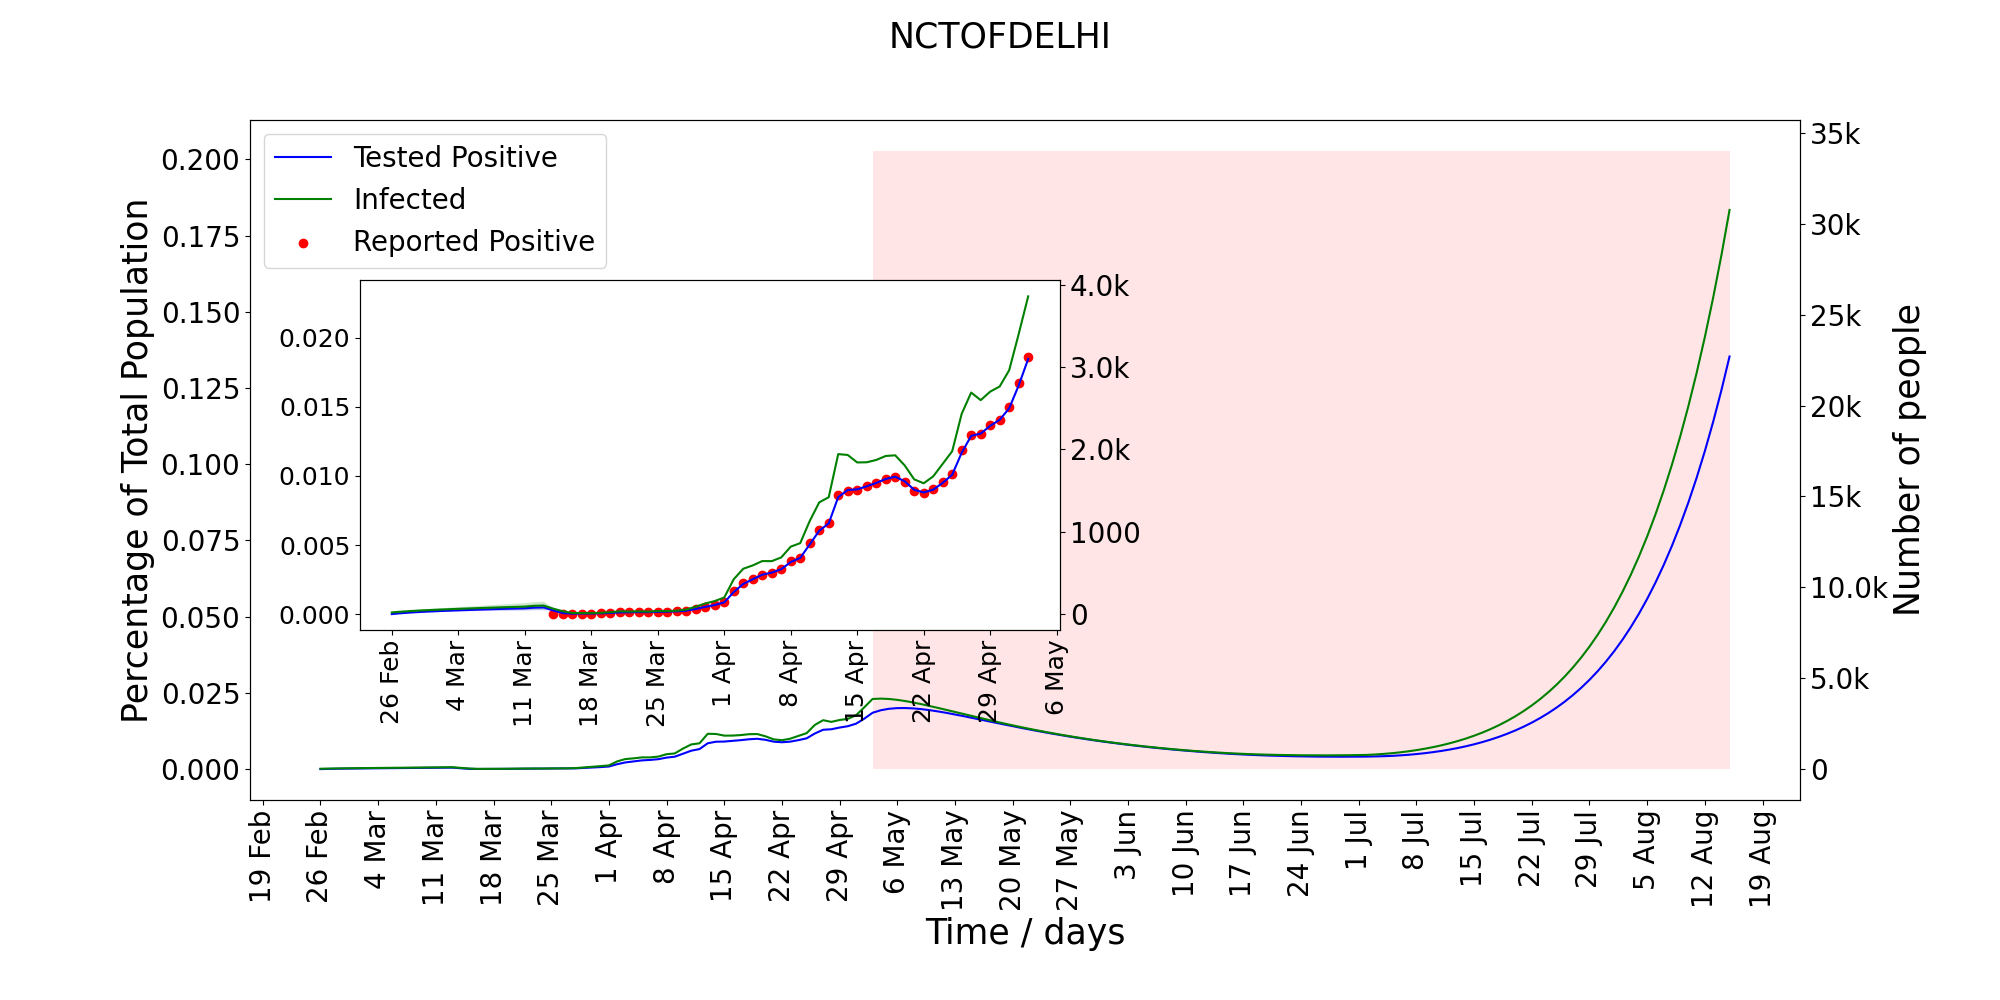 NCTOFDELHI
Tested Positive
Infected
Reported Positive
Percentage of Total Population
0.200
0.175
0.150
0.125
0.100
0.075
0.050
0.025
0.000
35k
30k
25k
20k
15k
10.0k
5.0k
0
Number of people
0.020
0.015
0.010
0.005
0.000
4.0k
3.0k
2.0k
1000
0
26 Feb
4 Mar
11 Mar
18 Mar
25 Mar
1 Apr
8 Apr
15 Apr
22 Apr
29 Apr
6 May
19 Feb
26 Feb
4 Mar
11 Mar
18 Mar
25 Mar
1 Apr
8 Apr
15 Apr
22 Apr
29 Apr
6 May
13 May
20 May
27 May
3 Jun
10 Jun
17 Jun
24 Jun
1 Jul
8 Jul
15 Jul
22 Jul
29 Jul
5 Aug
12 Aug
19 Aug
Time / days